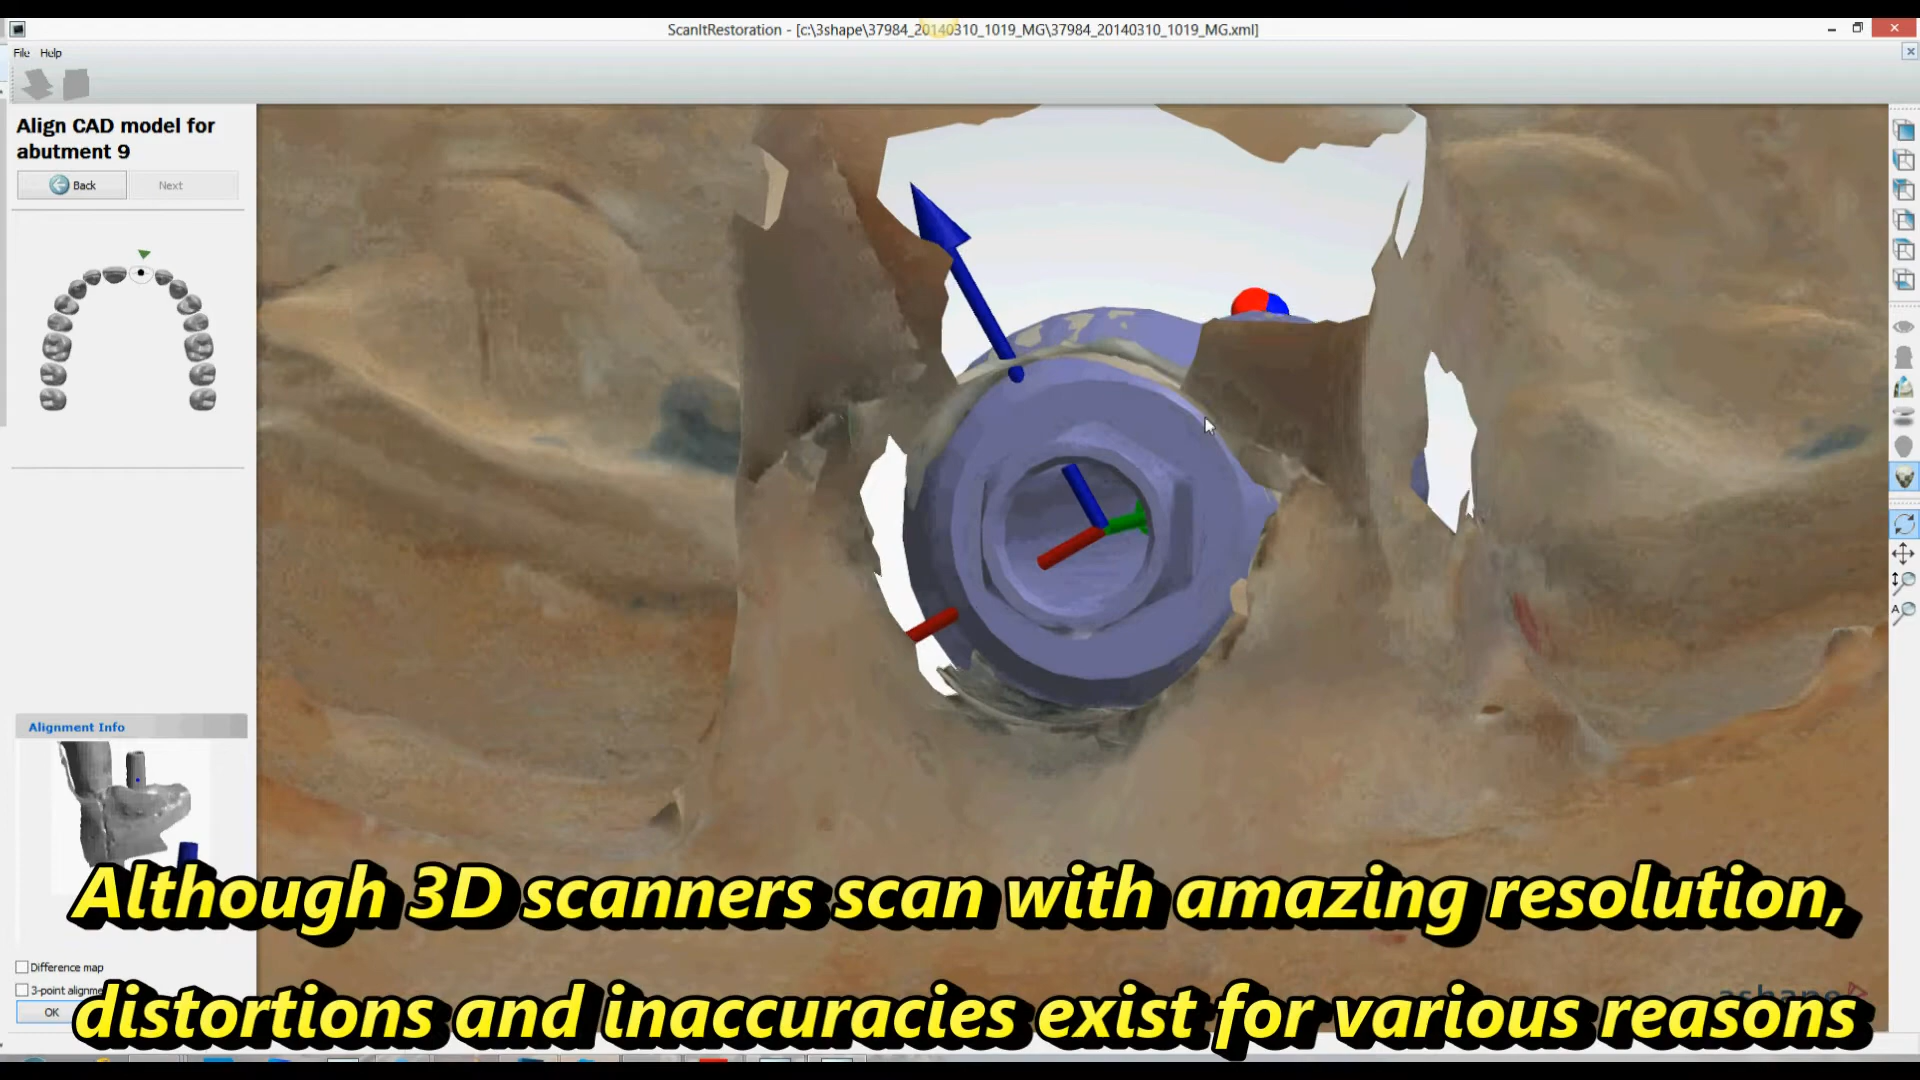 ScanItRestoration - [c:\3shape\37984_20140310_1019_MG\37984_20140310_1019_MG.xml]
File Help
Align CAD model for
abutment 9
Back Next
Alignment Info
A
Although 3D scanners scan with amazing resolution,
Difference map
3-point alignme
OK
distortions and inaccuracies exist for various reasons